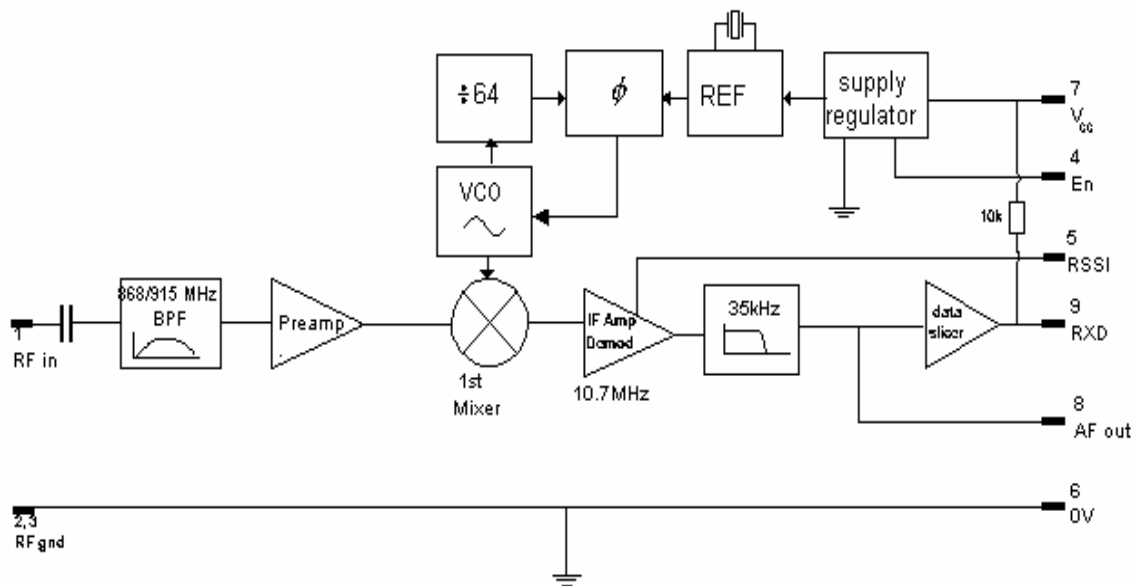 ÷64
ϕ
REF
supply
regulator
7
Vcc
4
En
10k
VCO
5
RSSI
868/915 MHz
BPF
Preamp
IF Amp
Demod
35kHz
data
slicer
9
RXD
1
RF in
1st
Mixer
10.7MHz
8
AF out
2,3
RF gnd
6
0V